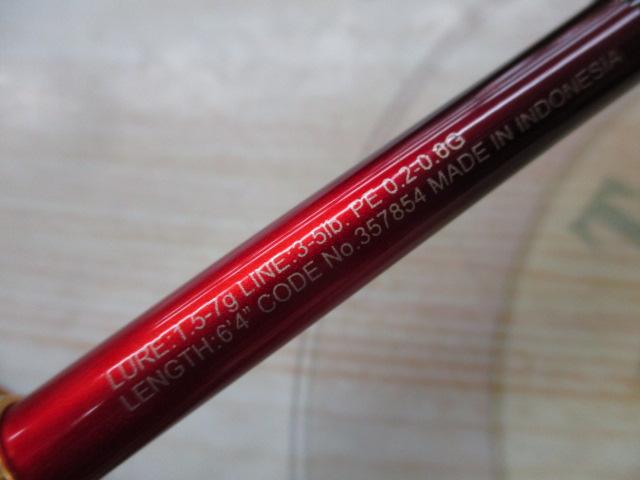 LURE:1.5-7g LINE:3-5lb. PE 0.2-0.8G
LENGTH:6'4" CODE No.357854 MADE IN INDONESIA
T